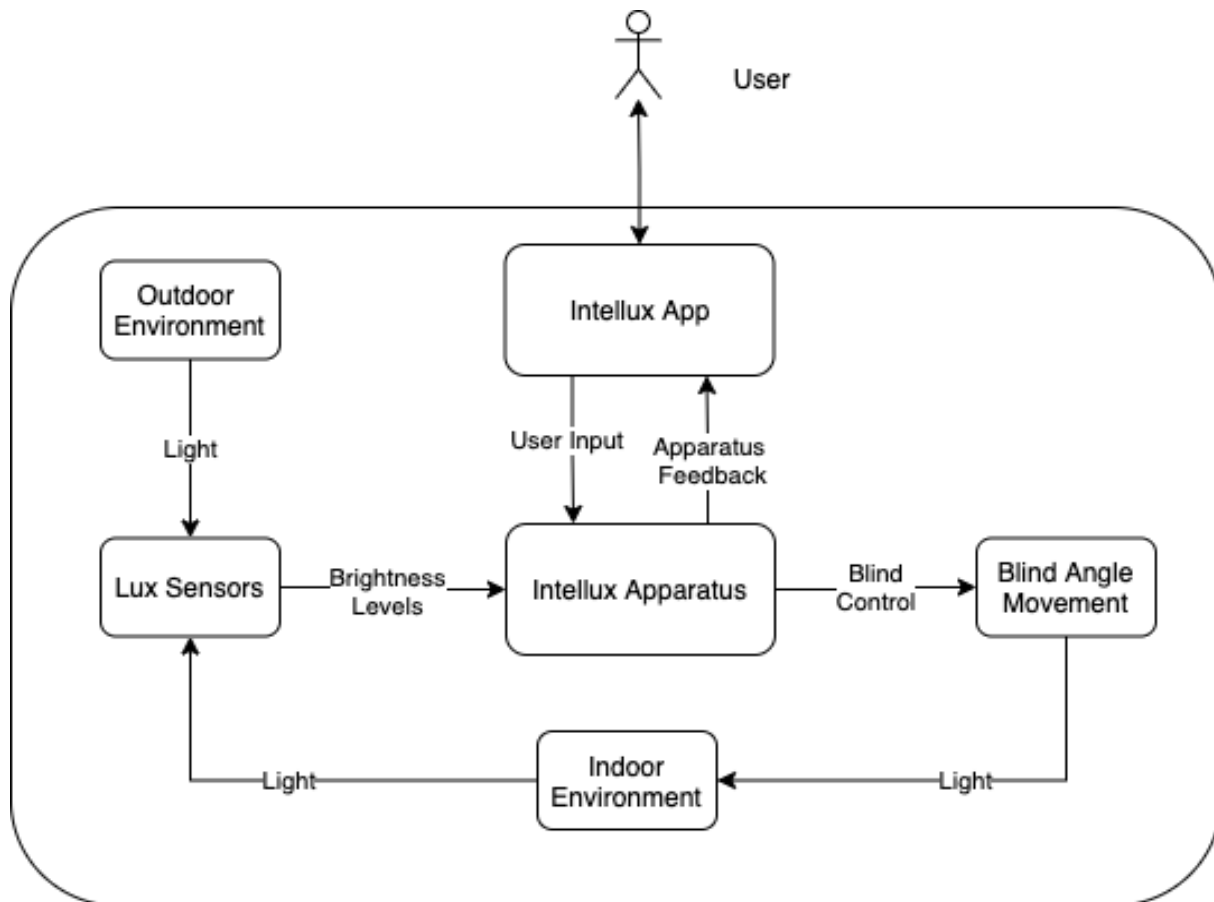 User
Outdoor
Environment
Intellux App
Light
User Input
Apparatus
Feedback
Lux Sensors
Brightness
Levels
Intellux Apparatus
Blind
Control
Blind Angle
Movement
Light
Indoor
Environment
Light